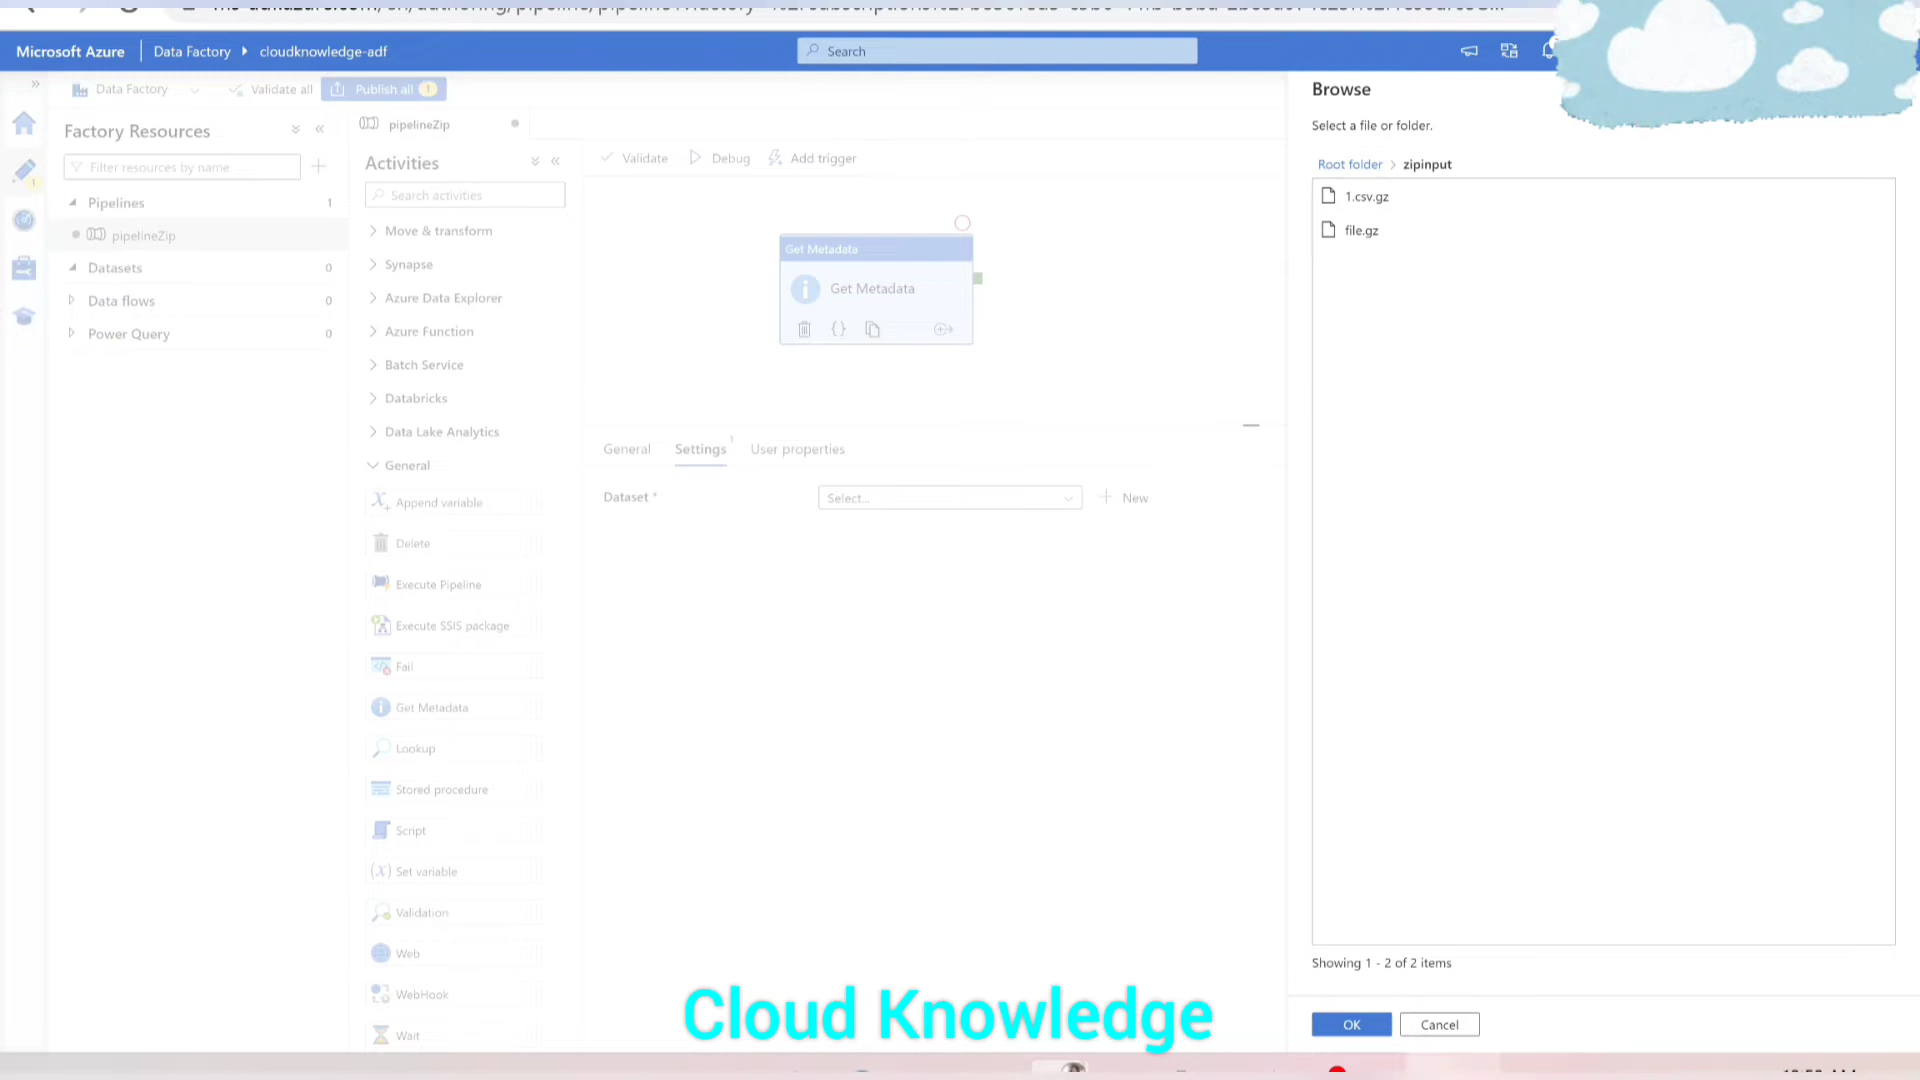 Microsoft Azure
Data Factory
cloudknowledge-adf
Search
Data Factory
Validate all
Publish all
1
Factory Resources
Filter resources by name
1
Pipelines
1
pipelineZip
Datasets
0
Data flows
0
Power Query
0
pipelineZip
Activities
Search activities
Move & transform
Synapse
Azure Data Explorer
Azure Function
Batch Service
Databricks
Data Lake Analytics
General
Append variable
Delete
Execute Pipeline
Execute SSIS package
Fail
Get Metadata
Lookup
Stored procedure
Script
(x) Set variable
Validation
Web
WebHook
Wait
Validate
Debug
Add trigger
Get Metadata
Get Metadata
General
Settings 1
User properties
Dataset *
Select...
New
Browse
Select a file or folder.
Root folder > zipinput
1.csv.gz
file.gz
Showing 1 - 2 of 2 items
OK
Cancel
Cloud Knowledge